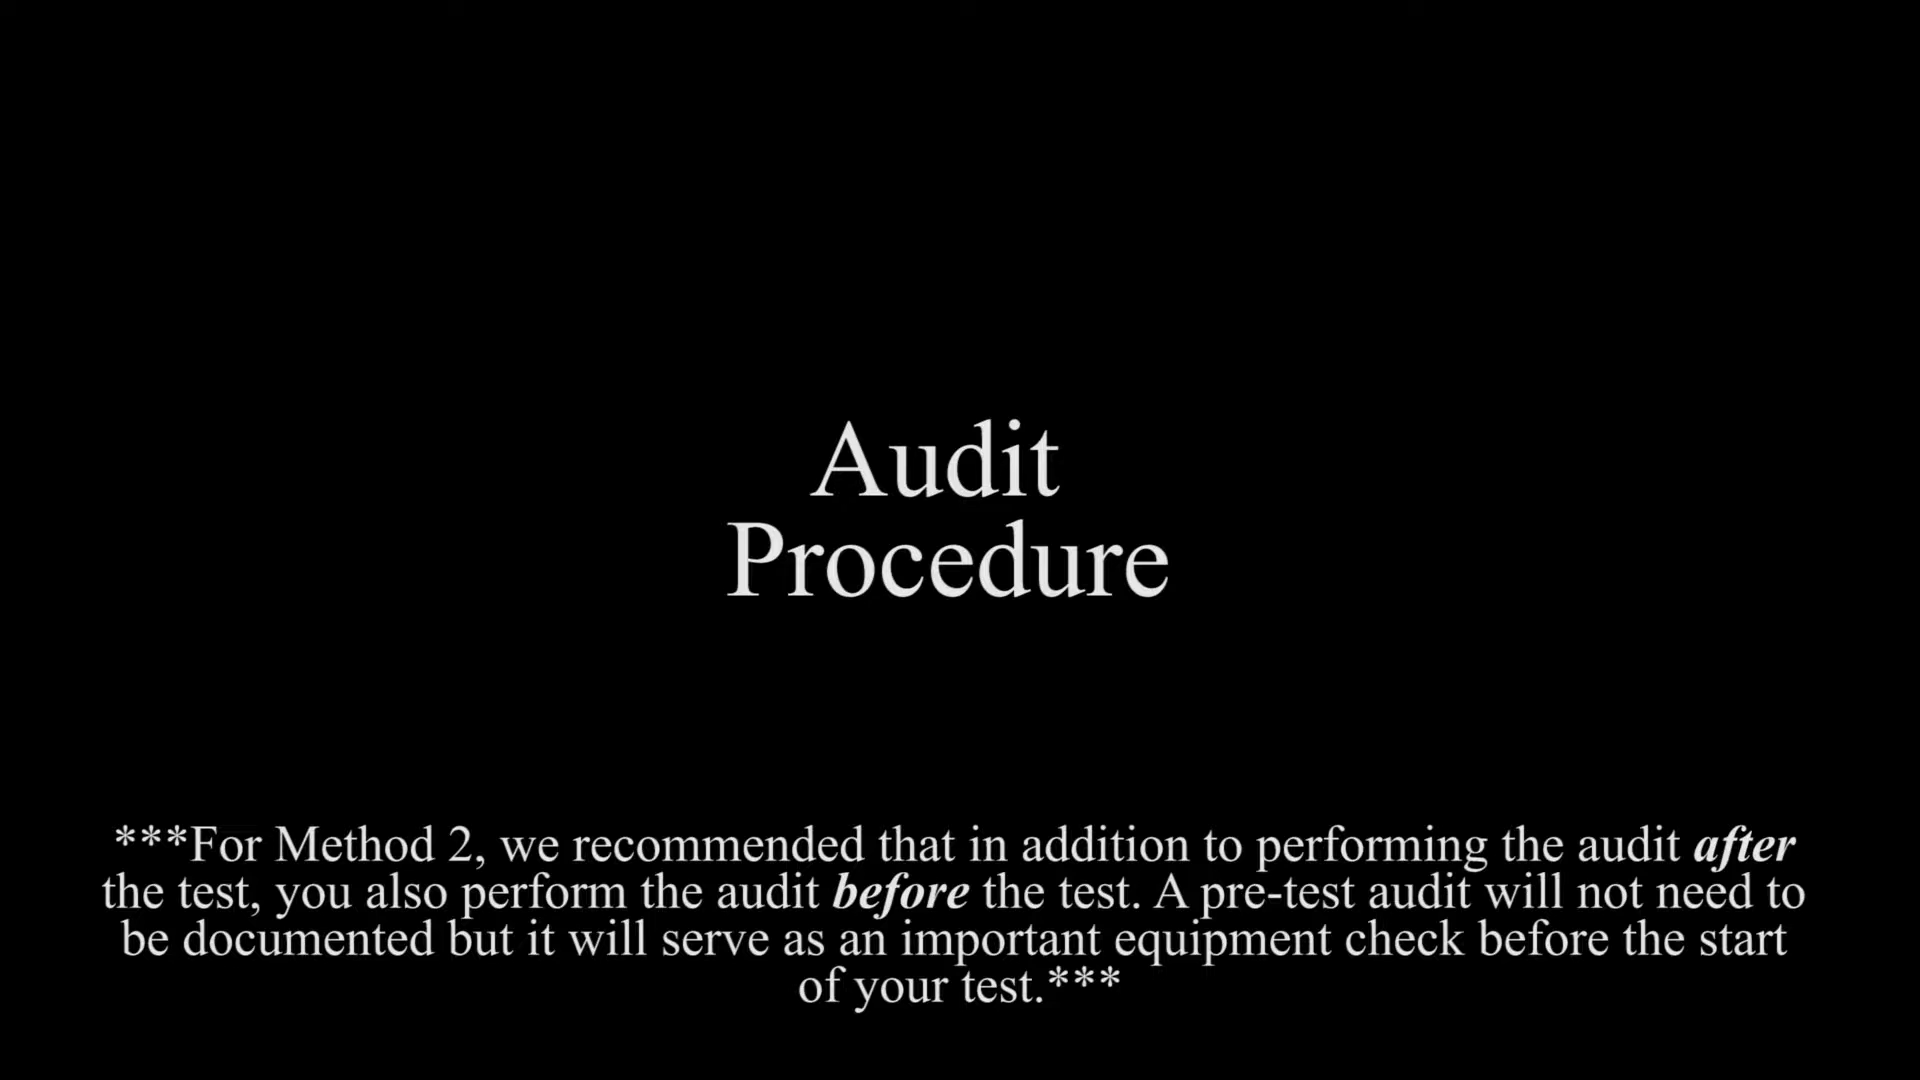 Audit
Procedure
***For Method 2, we recommended that in addition to performing the audit after
the test, you also perform the audit before the test. A pre-test audit will not need to
be documented but it will serve as an important equipment check before the start
of your test.***